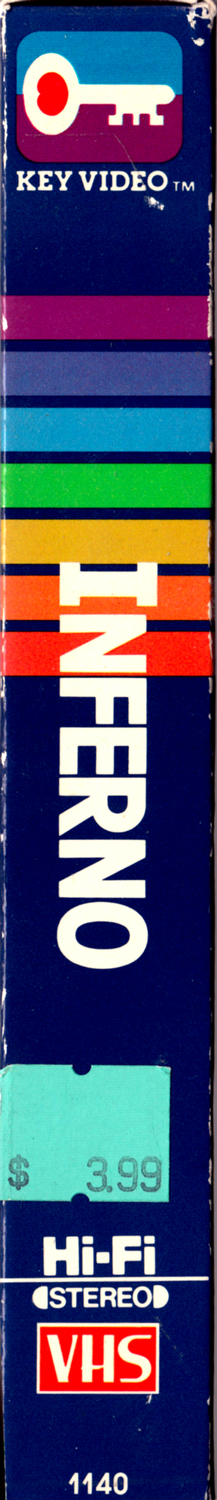 KEY VIDEO TM
INFERNO
$ 3.99
Hi-Fi
STEREO
VHS
1140